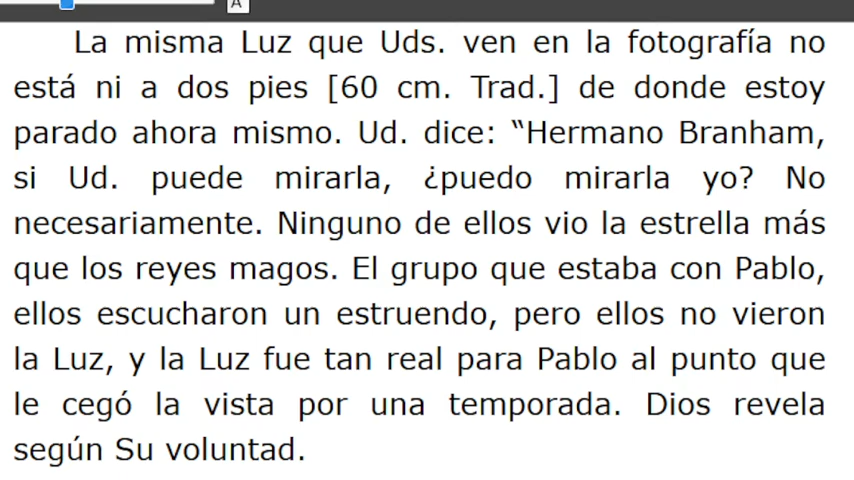 A
La misma Luz que Uds. ven en la fotografía no
está ni a dos pies [60 cm. Trad.] de donde estoy
parado ahora mismo. Ud. dice: “Hermano Branham,
si Ud. puede mirarla, ¿puedo mirarla yo? No
necesariamente. Ninguno de ellos vio la estrella más
que los reyes magos. El grupo que estaba con Pablo,
ellos escucharon un estruendo, pero ellos no vieron
la Luz, y la Luz fue tan real para Pablo al punto que
le cegó la vista por una temporada. Dios revela
según Su voluntad.